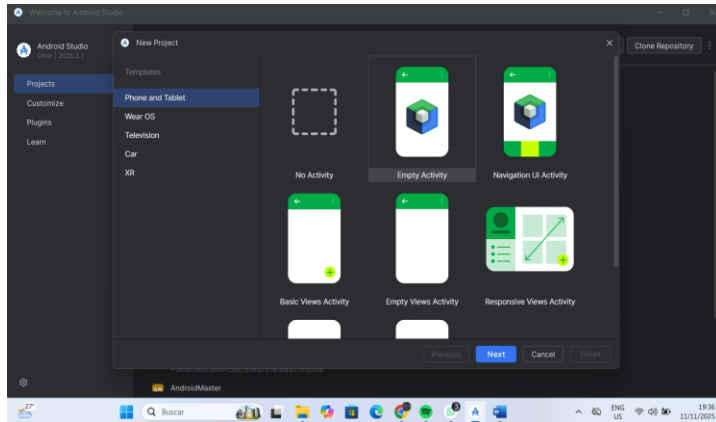 Welcome to Android Studio
Android Studio
Otter | 2025.2.1
Projects
Customize
Plugins
Learn
New Project
Clone Repository
Templates
Phone and Tablet
Wear OS
Television
Car
XR
No Activity
Empty Activity
Navigation UI Activity
Basic Views Activity
Empty Views Activity
Responsive Views Activity
Previous
Next
Cancel
Finish
AndroidMaster
27°
Buscar
3
ENG
US
19:36
11/11/2025